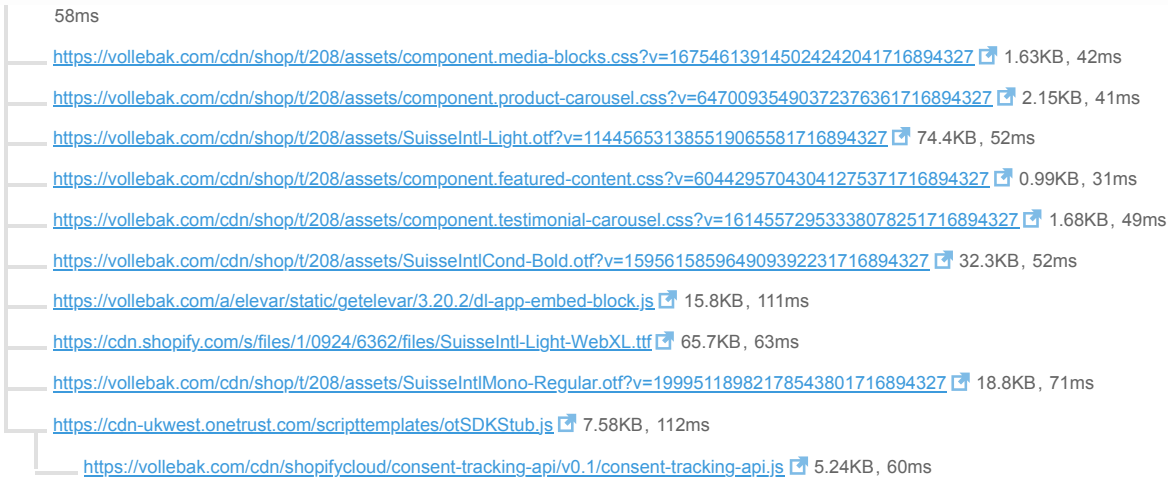 58ms
https://vollebak.com/cdn/shop/t/208/assets/component.media-blocks.css?v=167546139145024242041716894327 1.63KB, 42ms
https://vollebak.com/cdn/shop/t/208/assets/component.product-carousel.css?v=64700935490372376361716894327 2.15KB, 41ms
https://vollebak.com/cdn/shop/t/208/assets/SuisseIntl-Light.otf?v=114456531385519065581716894327 74.4KB, 52ms
https://vollebak.com/cdn/shop/t/208/assets/component.featured-content.css?v=604429570430412753​71716894327 0.99KB, 31ms
https://vollebak.com/cdn/shop/t/208/assets/component.testimonial-carousel.css?v=16145572953338078251716894327 1.68KB, 49ms
https://vollebak.com/cdn/shop/t/208/assets/SuisseIntlCond-Bold.otf?v=159561585964909392231716894327 32.3KB, 52ms
https://vollebak.com/a/elevar/static/getelevar/3.20.2/dl-app-embed-block.js 15.8KB, 111ms
https://cdn.shopify.com/s/files/1/0924/6362/files/SuisseIntl-Light-WebXL.ttf 65.7KB, 63ms
https://vollebak.com/cdn/shop/t/208/assets/SuisseIntlMono-Regular.otf?v=19995118982178543801716894327 18.8KB, 71ms
https://cdn-ukwest.onetrust.com/scripttemplates/otSDKStub.js 7.58KB, 112ms
https://vollebak.com/cdn/shopifycloud/consent-tracking-api/v0.1/consent-tracking-api.js 5.24KB, 60ms